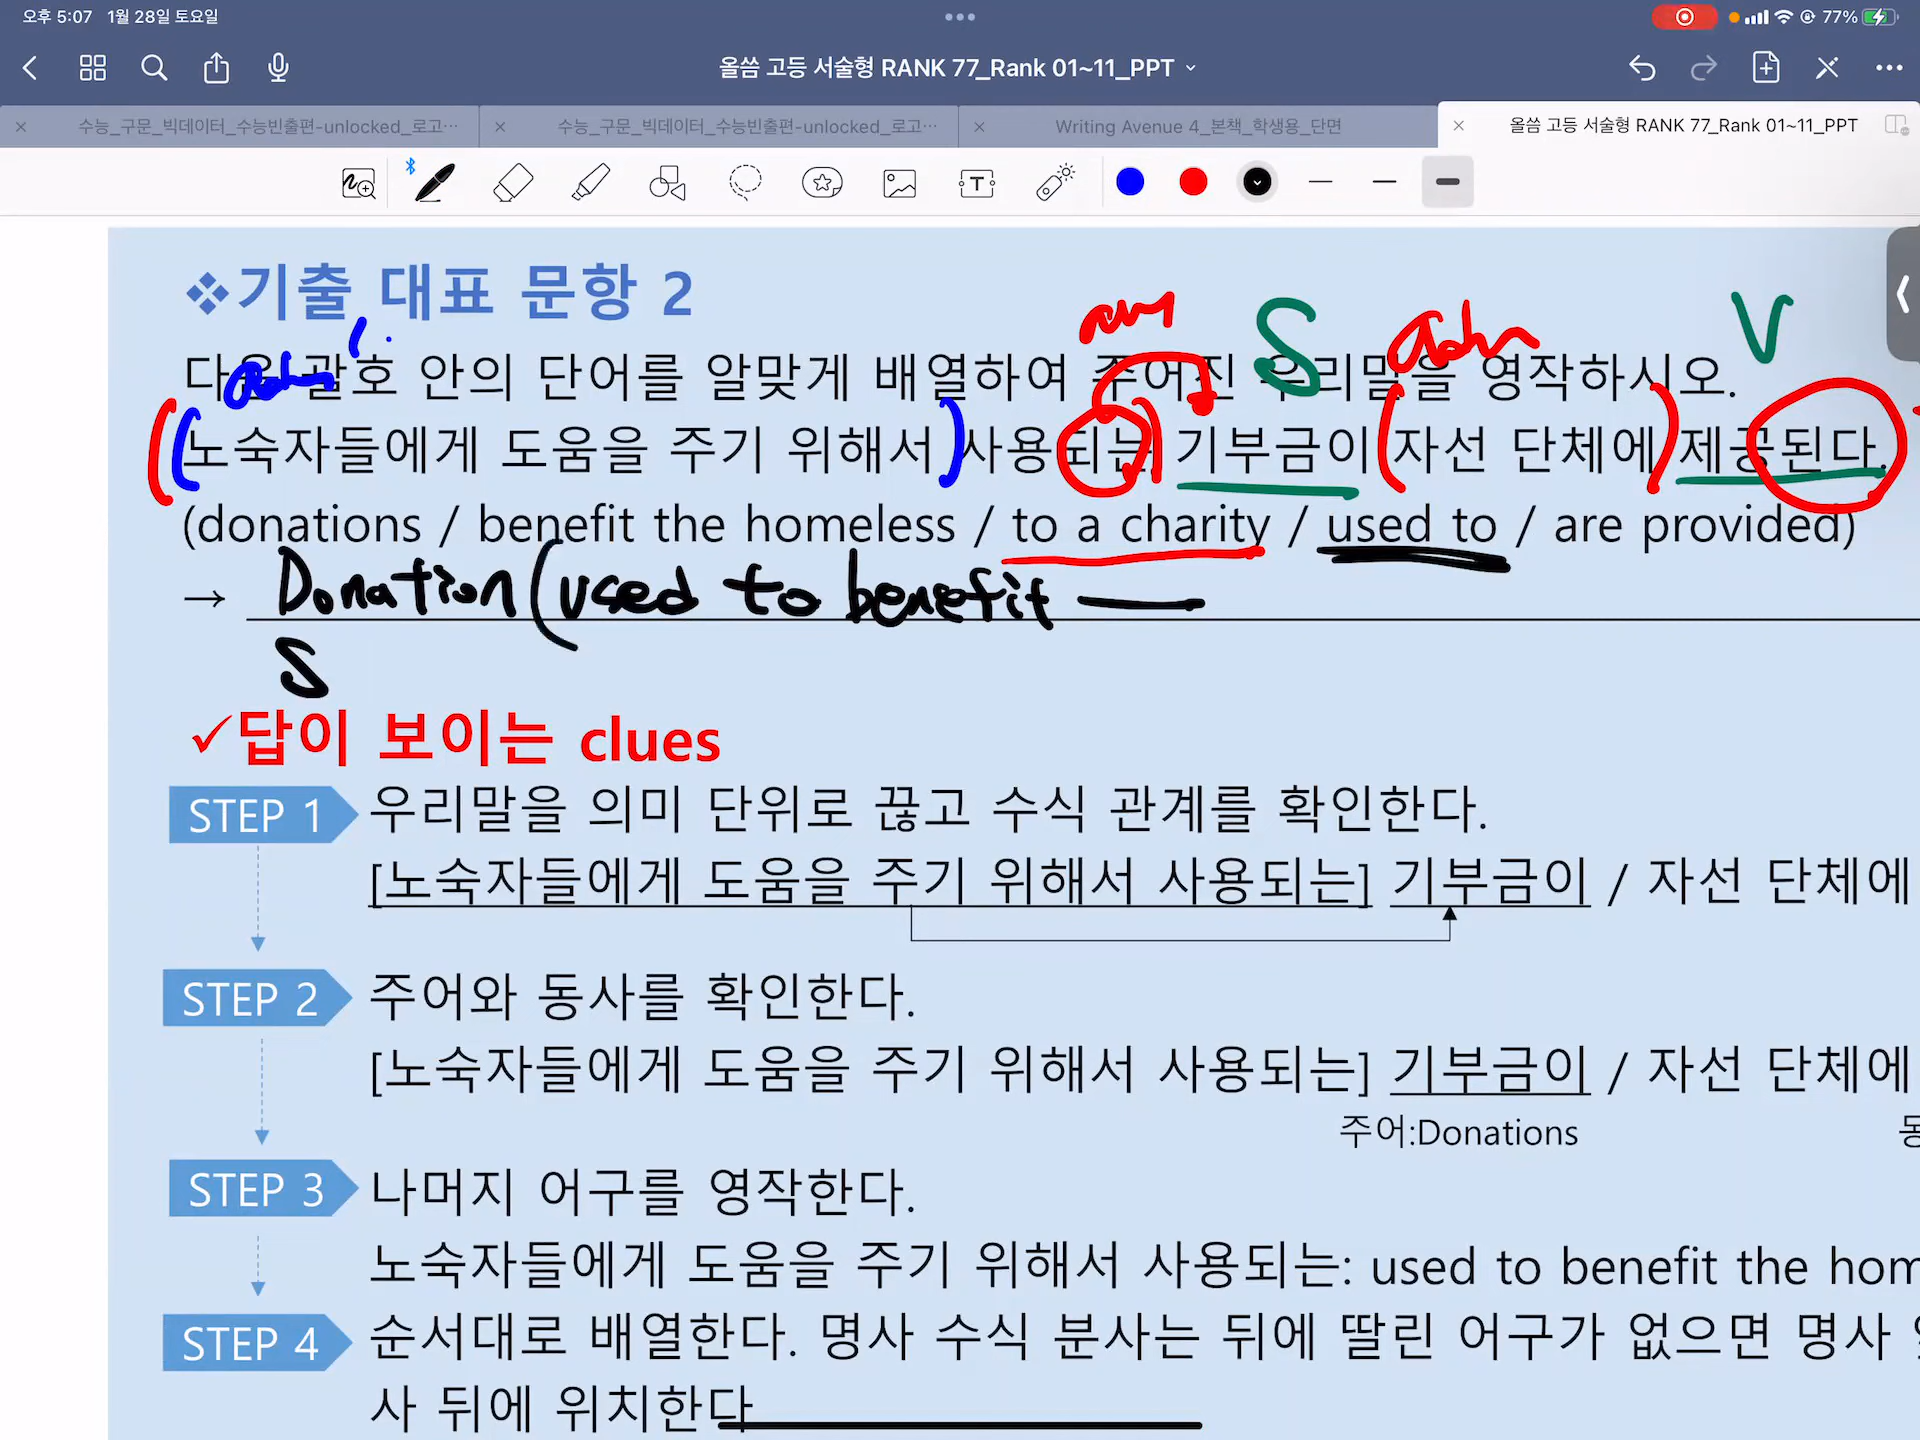 오후 5:07 1월 28일 토요일
77%
올씀 고등 서술형 RANK 77_Rank 01~11_PPT
수능_구문_빅데이터_수능빈출편-unlocked_로고…
수능_구문_빅데이터_수능빈출편-unlocked_로고…
Writing Avenue 4_본책_학생용_단면
올씀 고등 서술형 RANK 77_Rank 01~11_PPT
❖기출 대표 문항 2
S V
다음 괄호 안의 단어를 알맞게 배열하여 주어진 우리말을 영작하시오.
((노숙자들에게 도움을 주기 위해서) 사용되는) 기부금이 (자선 단체에) 제공된다.
(donations / benefit the homeless / to a charity / used to / are provided)
→ Donation (used to benefit —
S
✓답이 보이는 clues
STEP 1 우리말을 의미 단위로 끊고 수식 관계를 확인한다.
[노숙자들에게 도움을 주기 위해서 사용되는] 기부금이 / 자선 단체에
STEP 2 주어와 동사를 확인한다.
[노숙자들에게 도움을 주기 위해서 사용되는] 기부금이 / 자선 단체에
주어:Donations
STEP 3 나머지 어구를 영작한다.
노숙자들에게 도움을 주기 위해서 사용되는: used to benefit the hom
STEP 4 순서대로 배열한다. 명사 수식 분사는 뒤에 딸린 어구가 없으면 명사
사 뒤에 위치한다